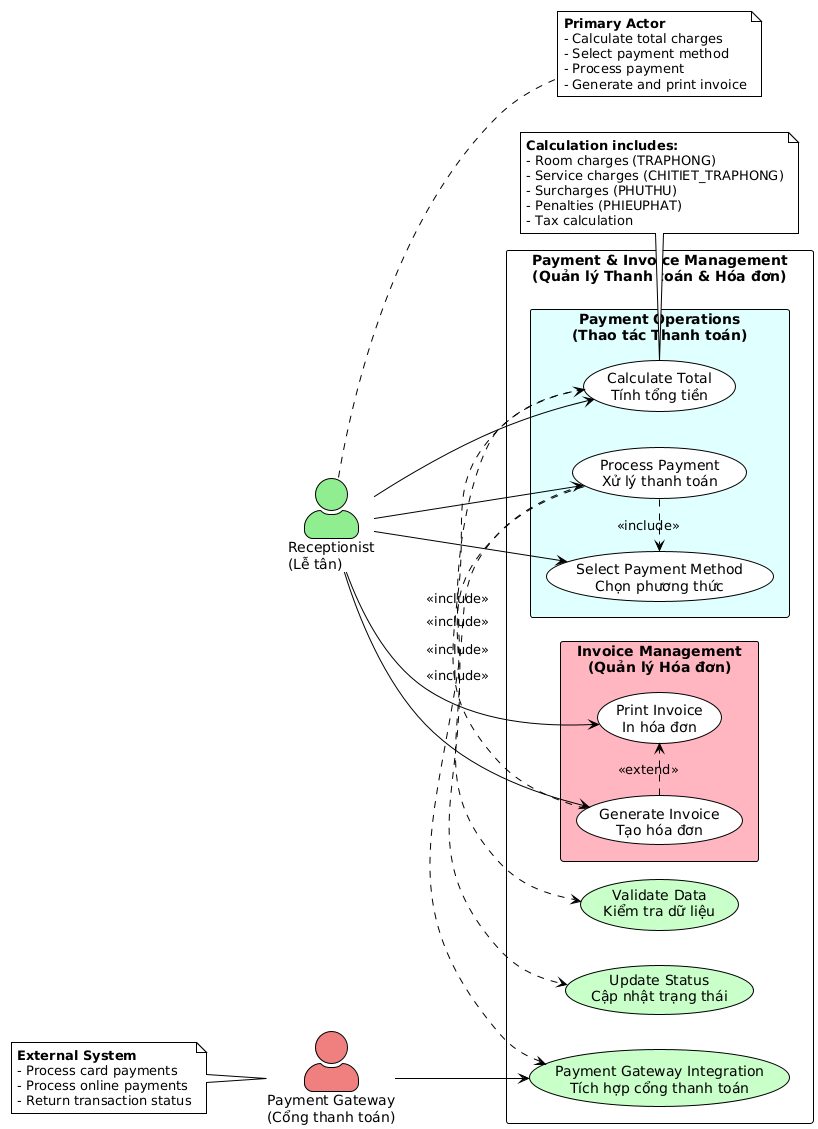 Primary Actor
- Calculate total charges
- Select payment method
- Process payment
- Generate and print invoice
Calculation includes:
- Room charges (TRAPHONG)
- Service charges (CHITIET_TRAPHONG)
- Surcharges (PHUTHU)
- Penalties (PHIEUPHAT)
- Tax calculation
Payment & Invoice Management
(Quản lý Thanh toán & Hóa đơn)
Payment Operations
(Thao tác Thanh toán)
Calculate Total
Tính tổng tiền
Process Payment
Xử lý thanh toán
«include»
Select Payment Method
Chọn phương thức
Receptionist
(Lễ tân)
«include»
«include»
«include»
«include»
Invoice Management
(Quản lý Hóa đơn)
Print Invoice
In hóa đơn
«extend»
Generate Invoice
Tạo hóa đơn
Validate Data
Kiểm tra dữ liệu
Update Status
Cập nhật trạng thái
Payment Gateway Integration
Tích hợp cổng thanh toán
External System
- Process card payments
- Process online payments
- Return transaction status
Payment Gateway
(Cổng thanh toán)